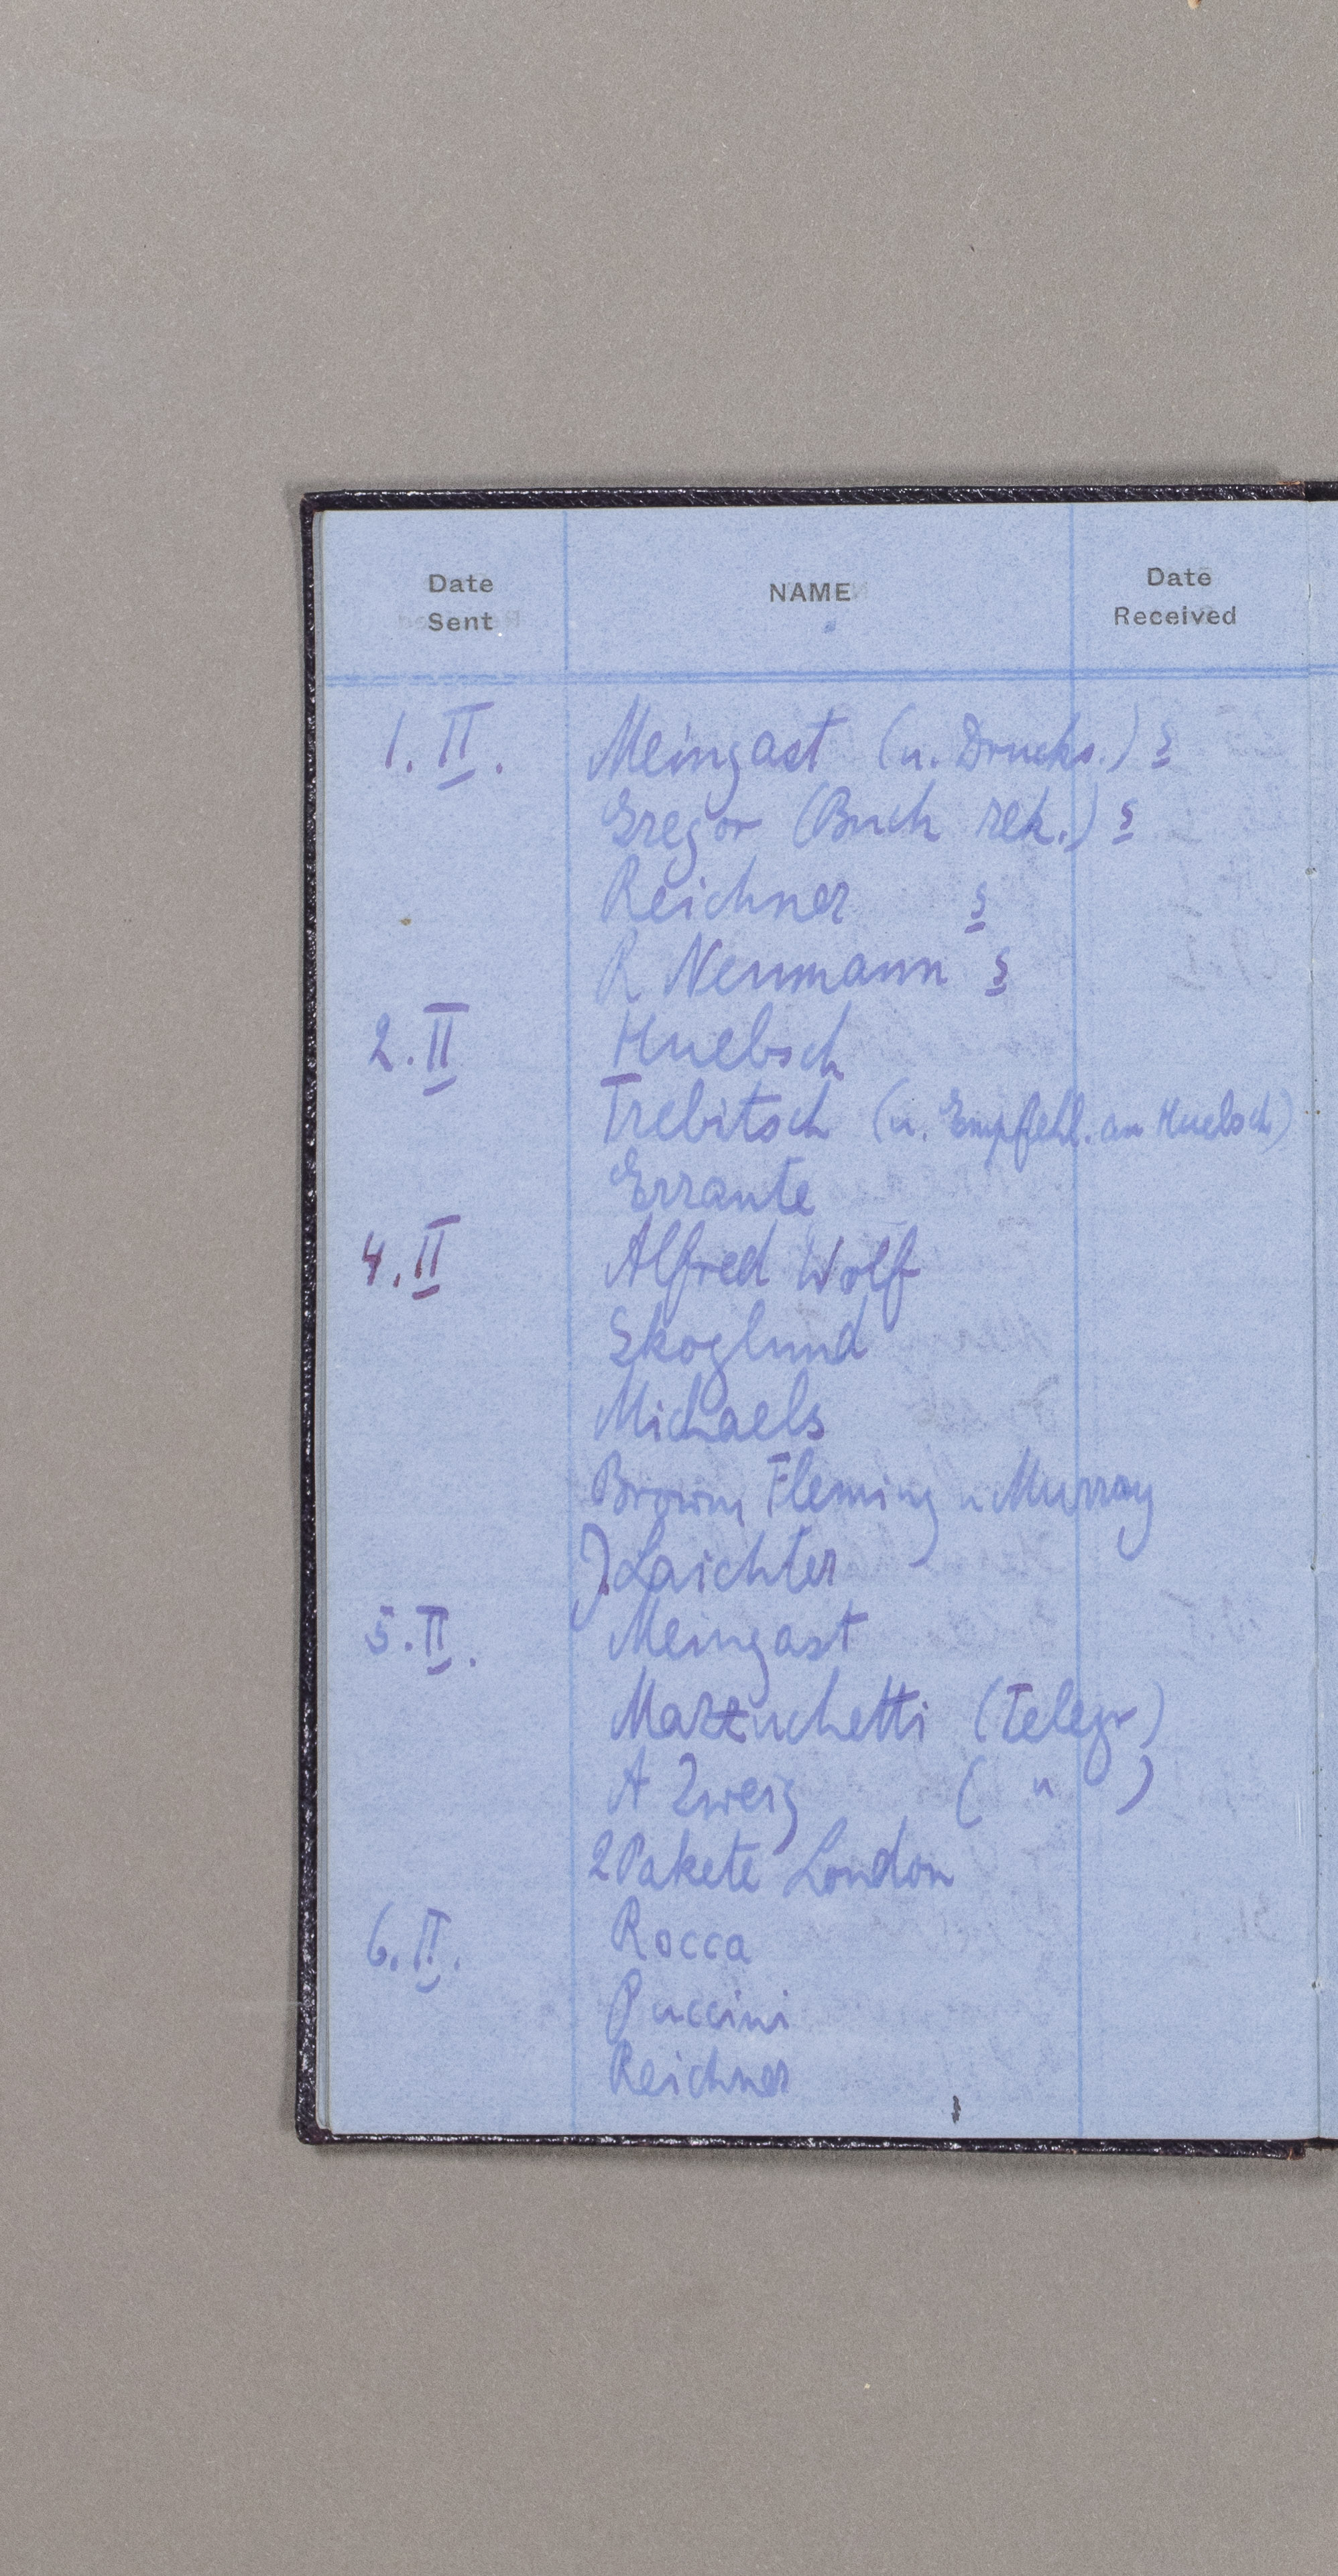 Date Sent NAME Date Received
1. II. Meingast (u. Drucks.) §
Gregor (Buch rek.) §
Reichner §
R Neumann §
2. II Huebsch
Trebitsch (u. Empfehl. an Huebsch)
Errante
4. II Alfred Wolf
Skoglund
Michaels
Brown, Fleming u Murray
J. Laichter
5. II. Meingast
Mazzuchetti (Telegr)
A Zweig ( " )
2 Pakete London
6. II. Rocca
Puccini
Reichner